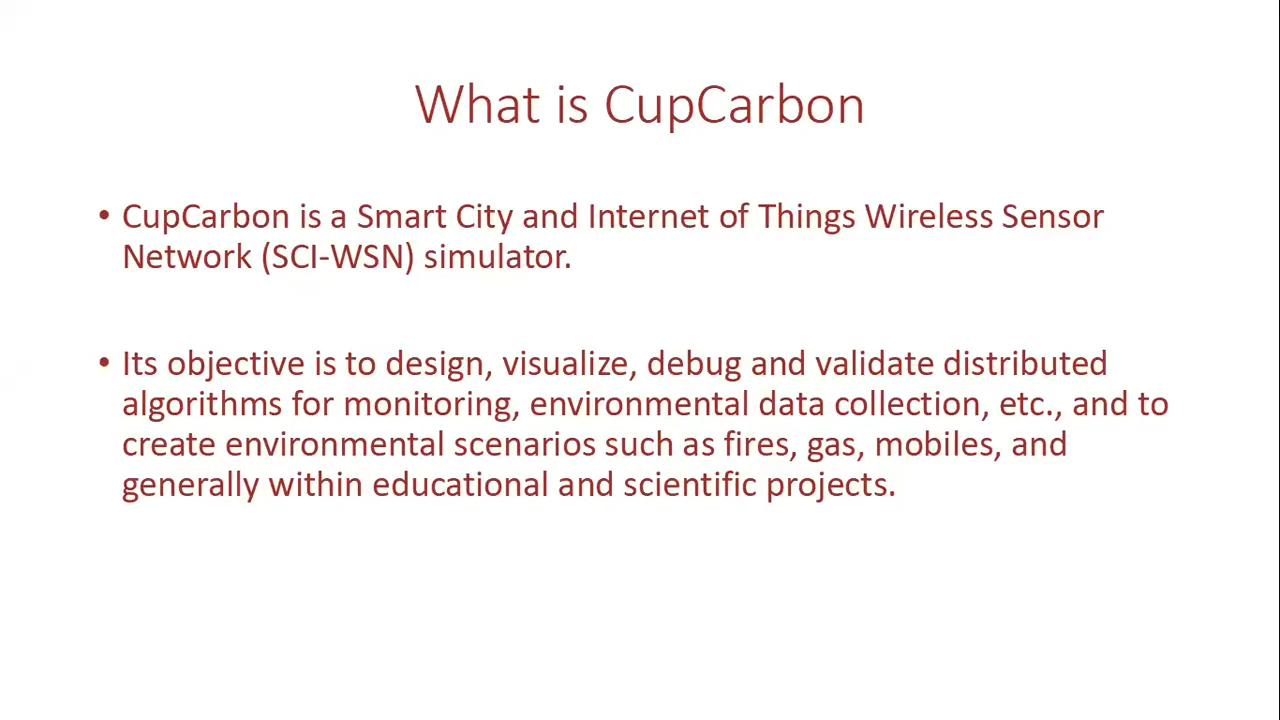 What is CupCarbon
• CupCarbon is a Smart City and Internet of Things Wireless Sensor
Network (SCI-WSN) simulator.
• Its objective is to design, visualize, debug and validate distributed
algorithms for monitoring, environmental data collection, etc., and to
create environmental scenarios such as fires, gas, mobiles, and
generally within educational and scientific projects.